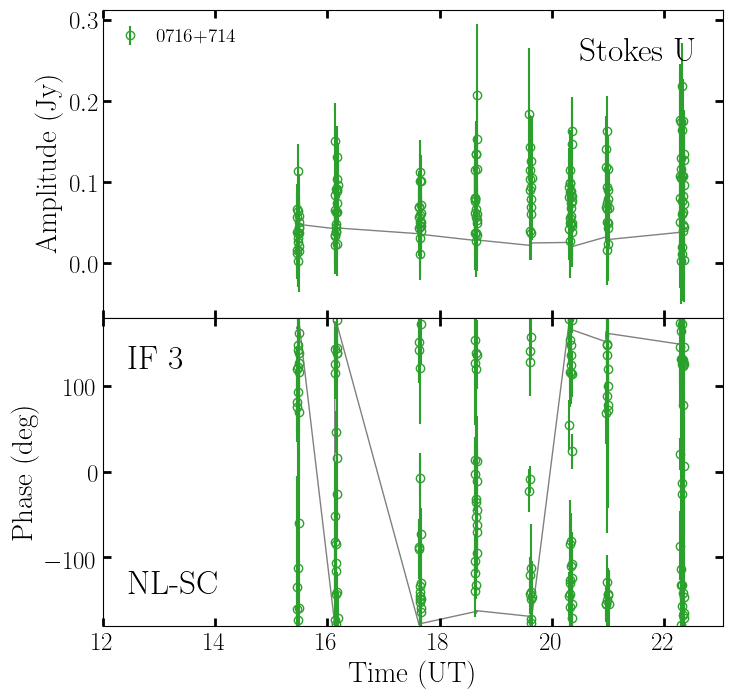 0716+714
Stokes U
0.3
0.2
0.1
0.0
Amplitude (Jy)
IF 3
100
0
−100
Phase (deg)
NL-SC
12 14 16 18 20 22
Time (UT)